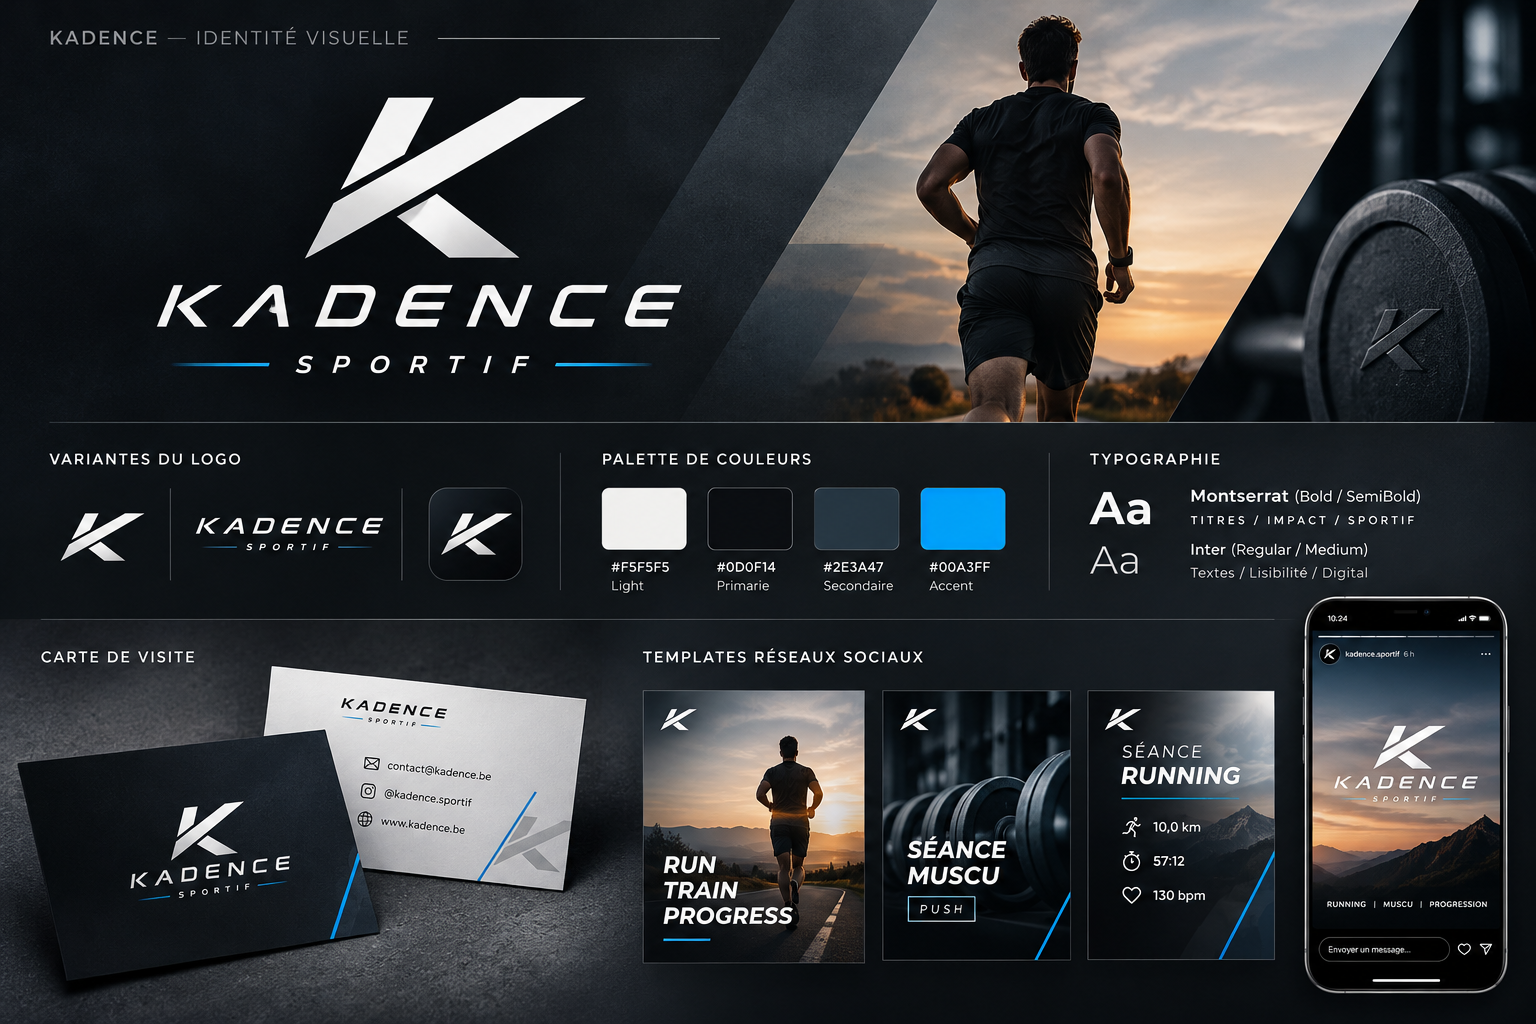 KADENCE — IDENTITÉ VISUELLE
KADENCE
SPORTIF
VARIANTES DU LOGO
KADENCE
SPORTIF
PALETTE DE COULEURS
#F5F5F5
Light
#0D0F14
Primarie
#2E3A47
Secondaire
#00A3FF
Accent
TYPOGRAPHIE
Aa
Montserrat (Bold / SemiBold)
TITRES / IMPACT / SPORTIF
Aa
Inter (Regular / Medium)
Textes / Lisibilité / Digital
CARTE DE VISITE
KADENCE
SPORTIF
contact@kadence.be
@kadence.sportif
www.kadence.be
KADENCE
SPORTIF
TEMPLATES RÉSEAUX SOCIAUX
RUN
TRAIN
PROGRESS
SÉANCE
MUSCU
PUSH
SÉANCE
RUNNING
10,0 km
57:12
130 bpm
10:24
kadence.sportif 6 h
KADENCE
SPORTIF
RUNNING | MUSCU | PROGRESSION
Envoyer un message...